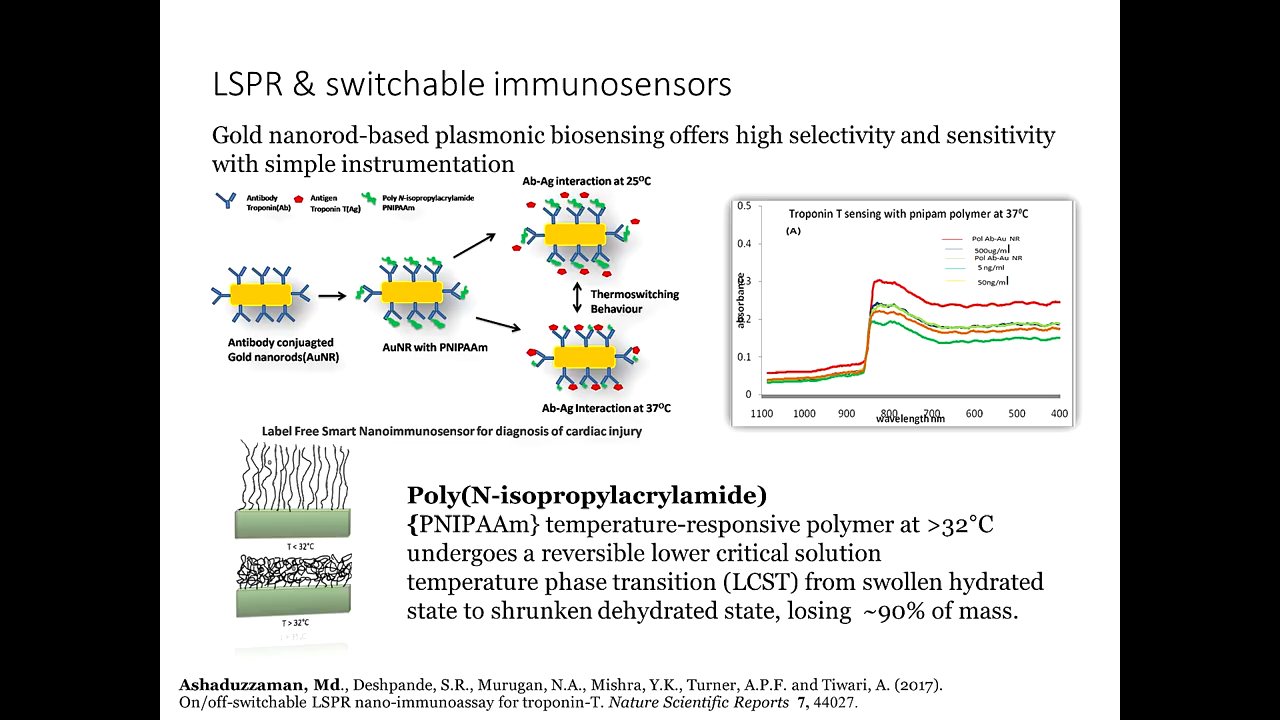 LSPR & switchable immunosensors
Gold nanorod-based plasmonic biosensing offers high selectivity and sensitivity
with simple instrumentation
Antibody
Troponin(Ab)
Antigen
Troponin T(Ag)
Poly N-isopropylacrylamide
PNIPAAm
Ab-Ag interaction at 25°C
Thermoswitching
Behaviour
Antibody conjuagted
Gold nanorods(AuNR)
AuNR with PNIPAAm
Ab-Ag Interaction at 37°C
Label Free Smart Nanoimmunosensor for diagnosis of cardiac injury
Troponin T sensing with pnipam polymer at 37°C
(A)
Pol Ab-Au NR
500ug/ml
Pol Ab-Au NR
5 ng/ml
50ng/ml
absorbance
0.5
0.4
0.3
0.2
0.1
0
1100 1000 900 800 700 600 500 400
wavelength nm
T < 32°C
T > 32°C
Poly(N-isopropylacrylamide)
{PNIPAAm} temperature-responsive polymer at >32°C
undergoes a reversible lower critical solution
temperature phase transition (LCST) from swollen hydrated
state to shrunken dehydrated state, losing ~90% of mass.
Ashaduzzaman, Md., Deshpande, S.R., Murugan, N.A., Mishra, Y.K., Turner, A.P.F. and Tiwari, A. (2017).
On/off-switchable LSPR nano-immunoassay for troponin-T. Nature Scientific Reports 7, 44027.